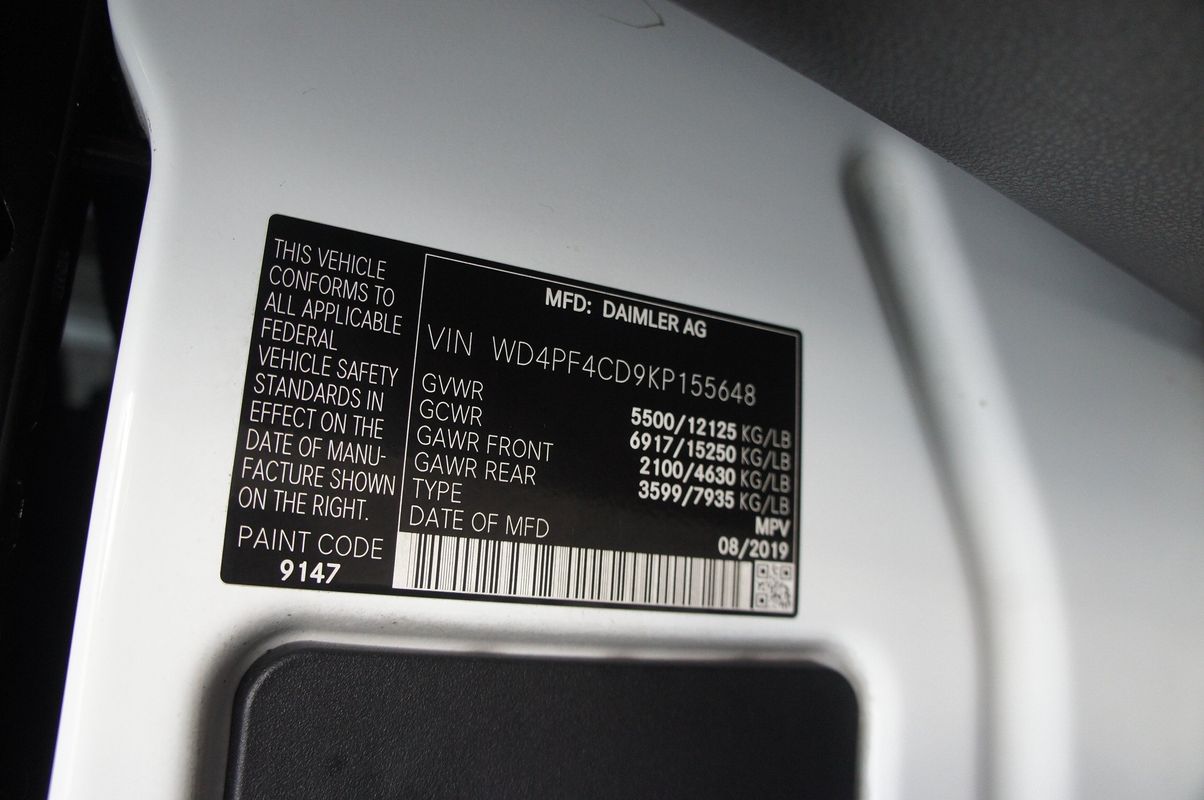 THIS VEHICLE
CONFORMS TO
ALL APPLICABLE
FEDERAL
VEHICLE SAFETY
STANDARDS IN
EFFECT ON THE
DATE OF MANU-
FACTURE SHOWN
ON THE RIGHT.
PAINT CODE
9147
MFD: DAIMLER AG
VIN WD4PF4CD9KP155648
GVWR 5500/12125 KG/LB
GCWR 6917/15250 KG/LB
GAWR FRONT 2100/4630 KG/LB
GAWR REAR 3599/7935 KG/LB
TYPE MPV
DATE OF MFD 08/2019